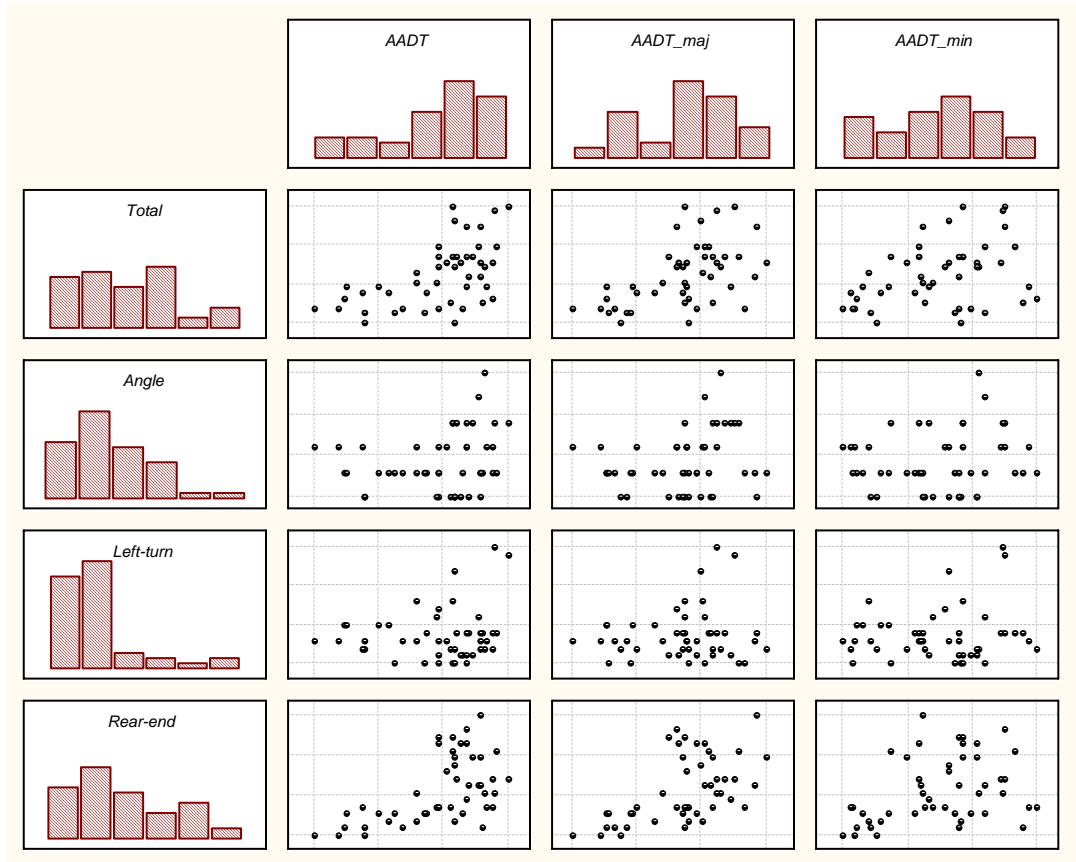 AADT
AADT_maj
AADT_min
Total
Angle
Left-turn
Rear-end